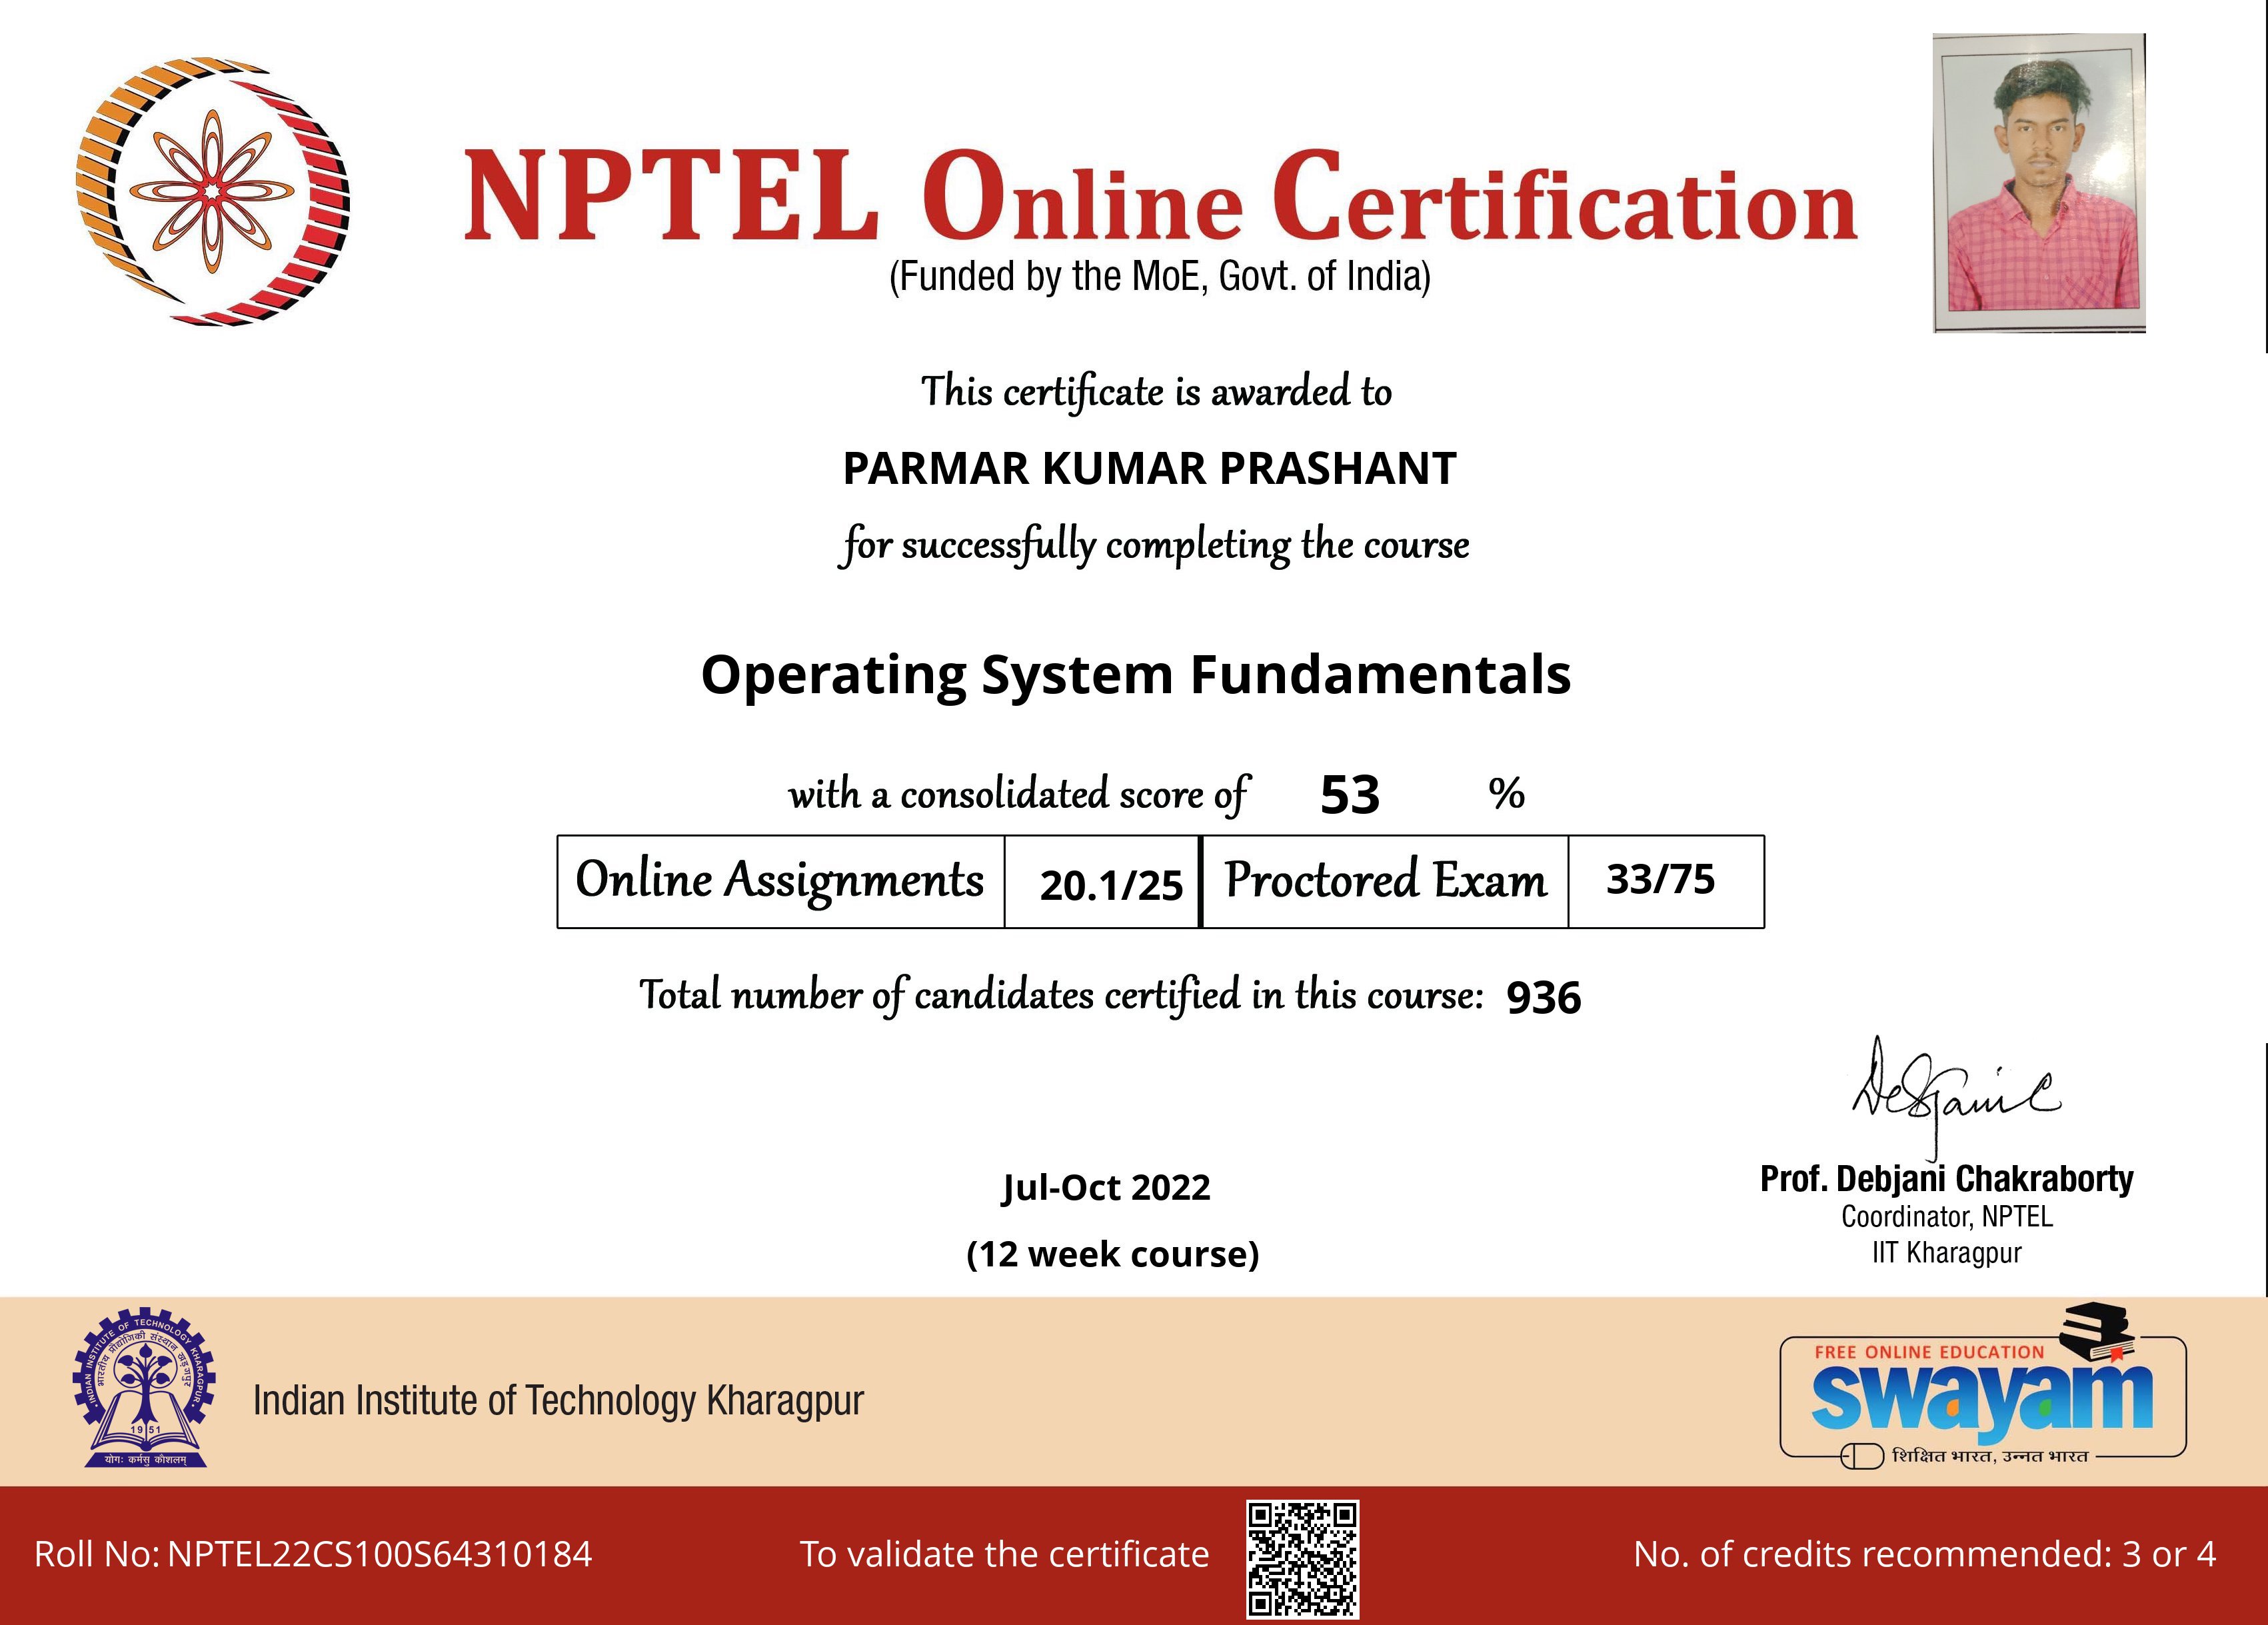 NPTEL Online Certification
(Funded by the MoE, Govt. of India)
This certificate is awarded to
PARMAR KUMAR PRASHANT
for successfully completing the course
Operating System Fundamentals
with a consolidated score of 53 %
Online Assignments 20.1/25 Proctored Exam 33/75
Total number of candidates certified in this course: 936
Jul-Oct 2022
(12 week course)
Prof. Debjani Chakraborty
Coordinator, NPTEL
IIT Kharagpur
INDIAN INSTITUTE OF TECHNOLOGY KHARAGPUR
भारतीय प्रौद्योगिकी संस्थान खड़गपुर
1951
योगः कर्मसु कौशलम्
Indian Institute of Technology Kharagpur
FREE ONLINE EDUCATION
swayam
शिक्षित भारत, उन्नत भारत
Roll No: NPTEL22CS100S64310184
To validate the certificate
No. of credits recommended: 3 or 4